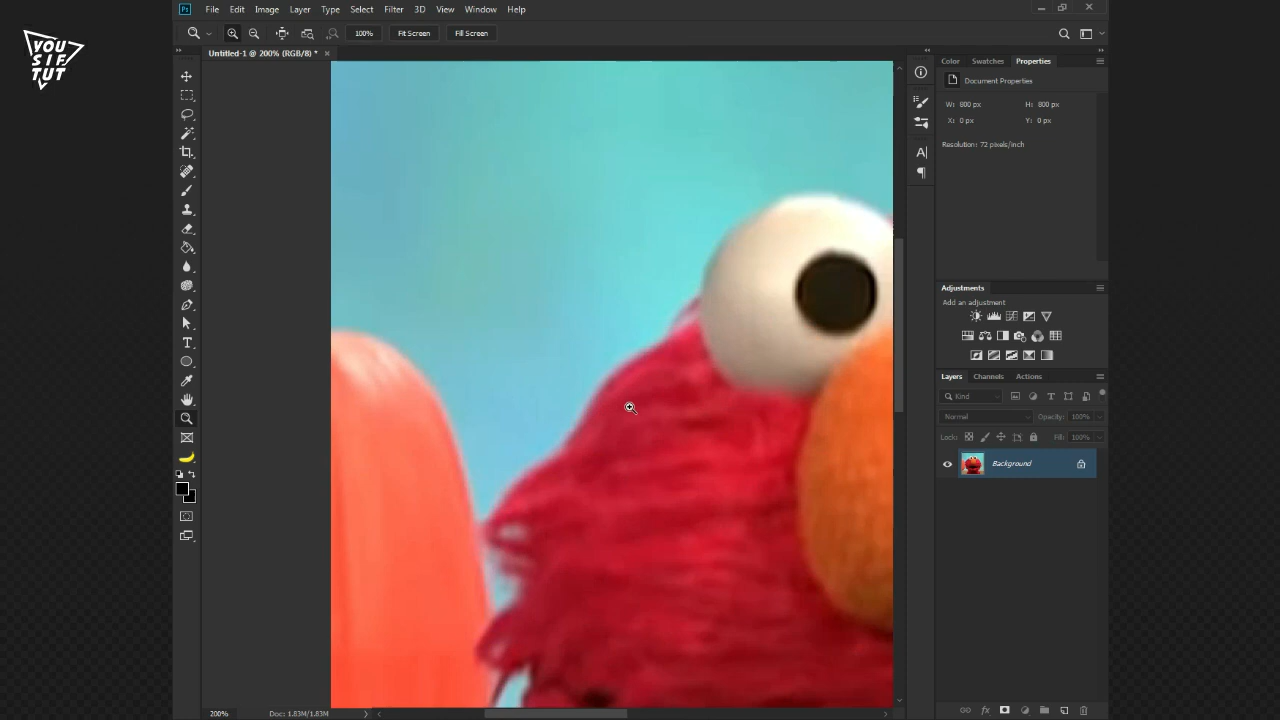 YOU
SIF
TUT
Ps File Edit Image Layer Type Select Filter 3D View Window Help
100% Fit Screen Fill Screen
Untitled-1 @ 200% (RGB/8) * ×
Color Swatches Properties
Document Properties
W: 800 px H: 800 px
X: 0 px Y: 0 px
Resolution: 72 pixels/inch
Adjustments
Add an adjustment
Layers Channels Actions
Kind
Normal Opacity: 100%
Lock: Fill: 100%
Background
fx
200% Doc: 1.83M/1.83M